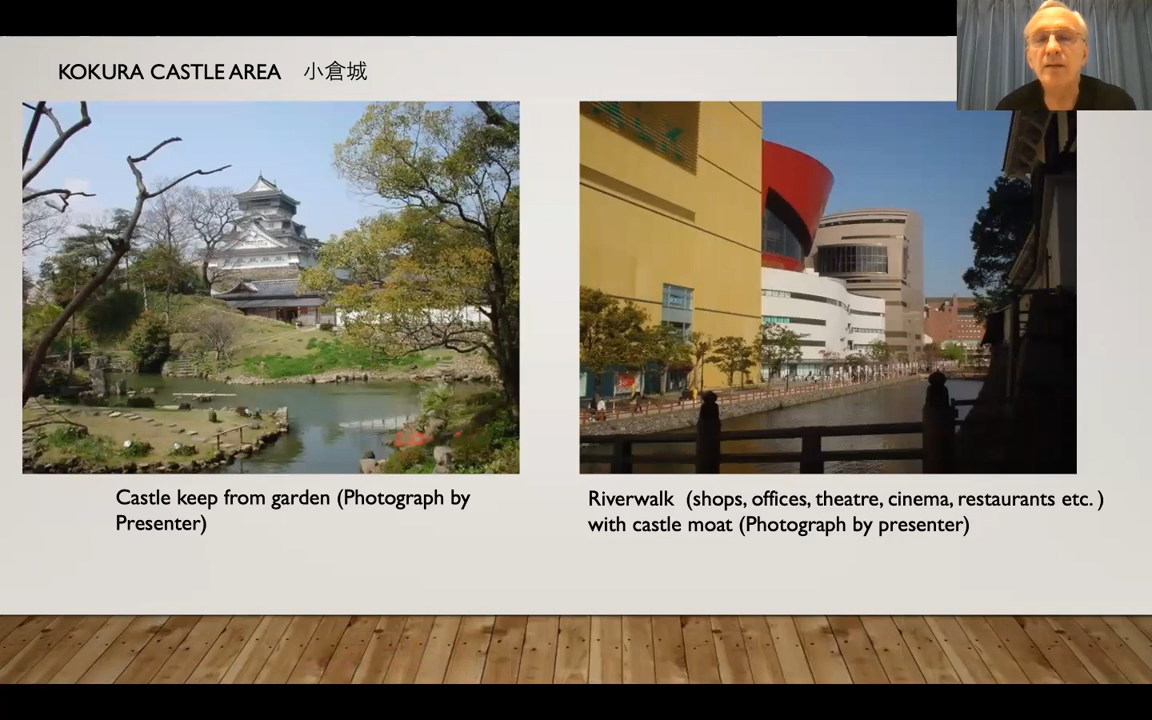 KOKURA CASTLE AREA 小倉城
Castle keep from garden (Photograph by
Presenter)
Riverwalk (shops, offices, theatre, cinema, restaurants etc. )
with castle moat (Photograph by presenter)